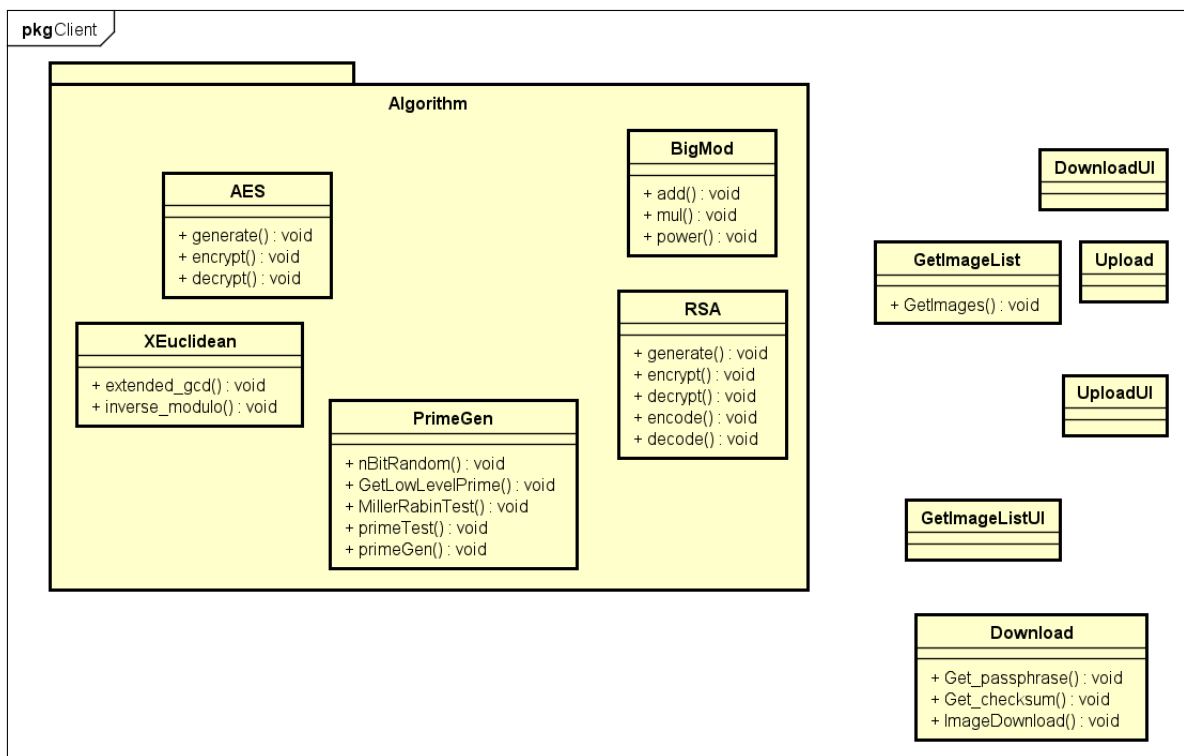 pkg Client
Algorithm
AES
+ generate() : void
+ encrypt() : void
+ decrypt() : void
BigMod
+ add() : void
+ mul() : void
+ power() : void
XEuclidean
+ extended_gcd() : void
+ inverse_modulo() : void
RSA
+ generate() : void
+ encrypt() : void
+ decrypt() : void
+ encode() : void
+ decode() : void
PrimeGen
+ nBitRandom() : void
+ GetLowLevelPrime() : void
+ MillerRabinTest() : void
+ primeTest() : void
+ primeGen() : void
DownloadUI
GetImageList
+ GetImages() : void
Upload
UploadUI
GetImageListUI
Download
+ Get_passphrase() : void
+ Get_checksum() : void
+ ImageDownload() : void